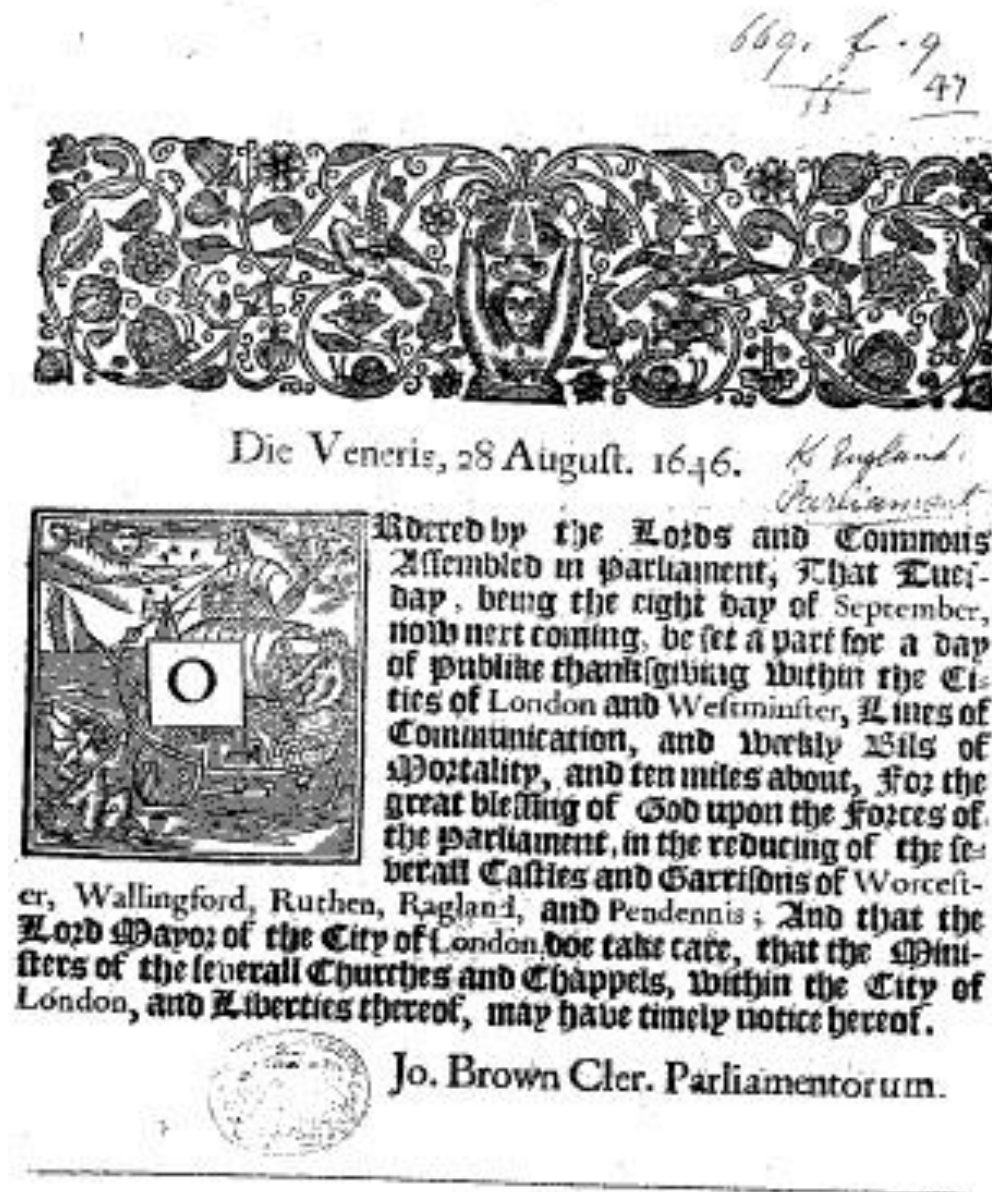 669. f. 9
47
Die Veneris, 28 August. 1646.
England.
Parliament
ORdered by the Lords and Commons
Assembled in Parliament, That Tues-
day, being the eight day of September,
now next coming, be set a part for a day
of publike thanksgiving within the Ci-
ties of London and Westminster, Lines of
Communication, and weekly Bils of
Mortality, and ten miles about, For the
great blessing of God upon the Forces of
the Parliament, in the reducing of the se-
verall Castles and Garrisons of Worcest-
er, Wallingford, Ruthen, Ragland, and Pendennis; And that the
Lord Mayor of the City of London doe take care, that the Mini-
sters of the severall Churches and Chappels, within the City of
London, and Liberties thereof, may have timely notice hereof.
Jo. Brown Cler. Parliamentorum.